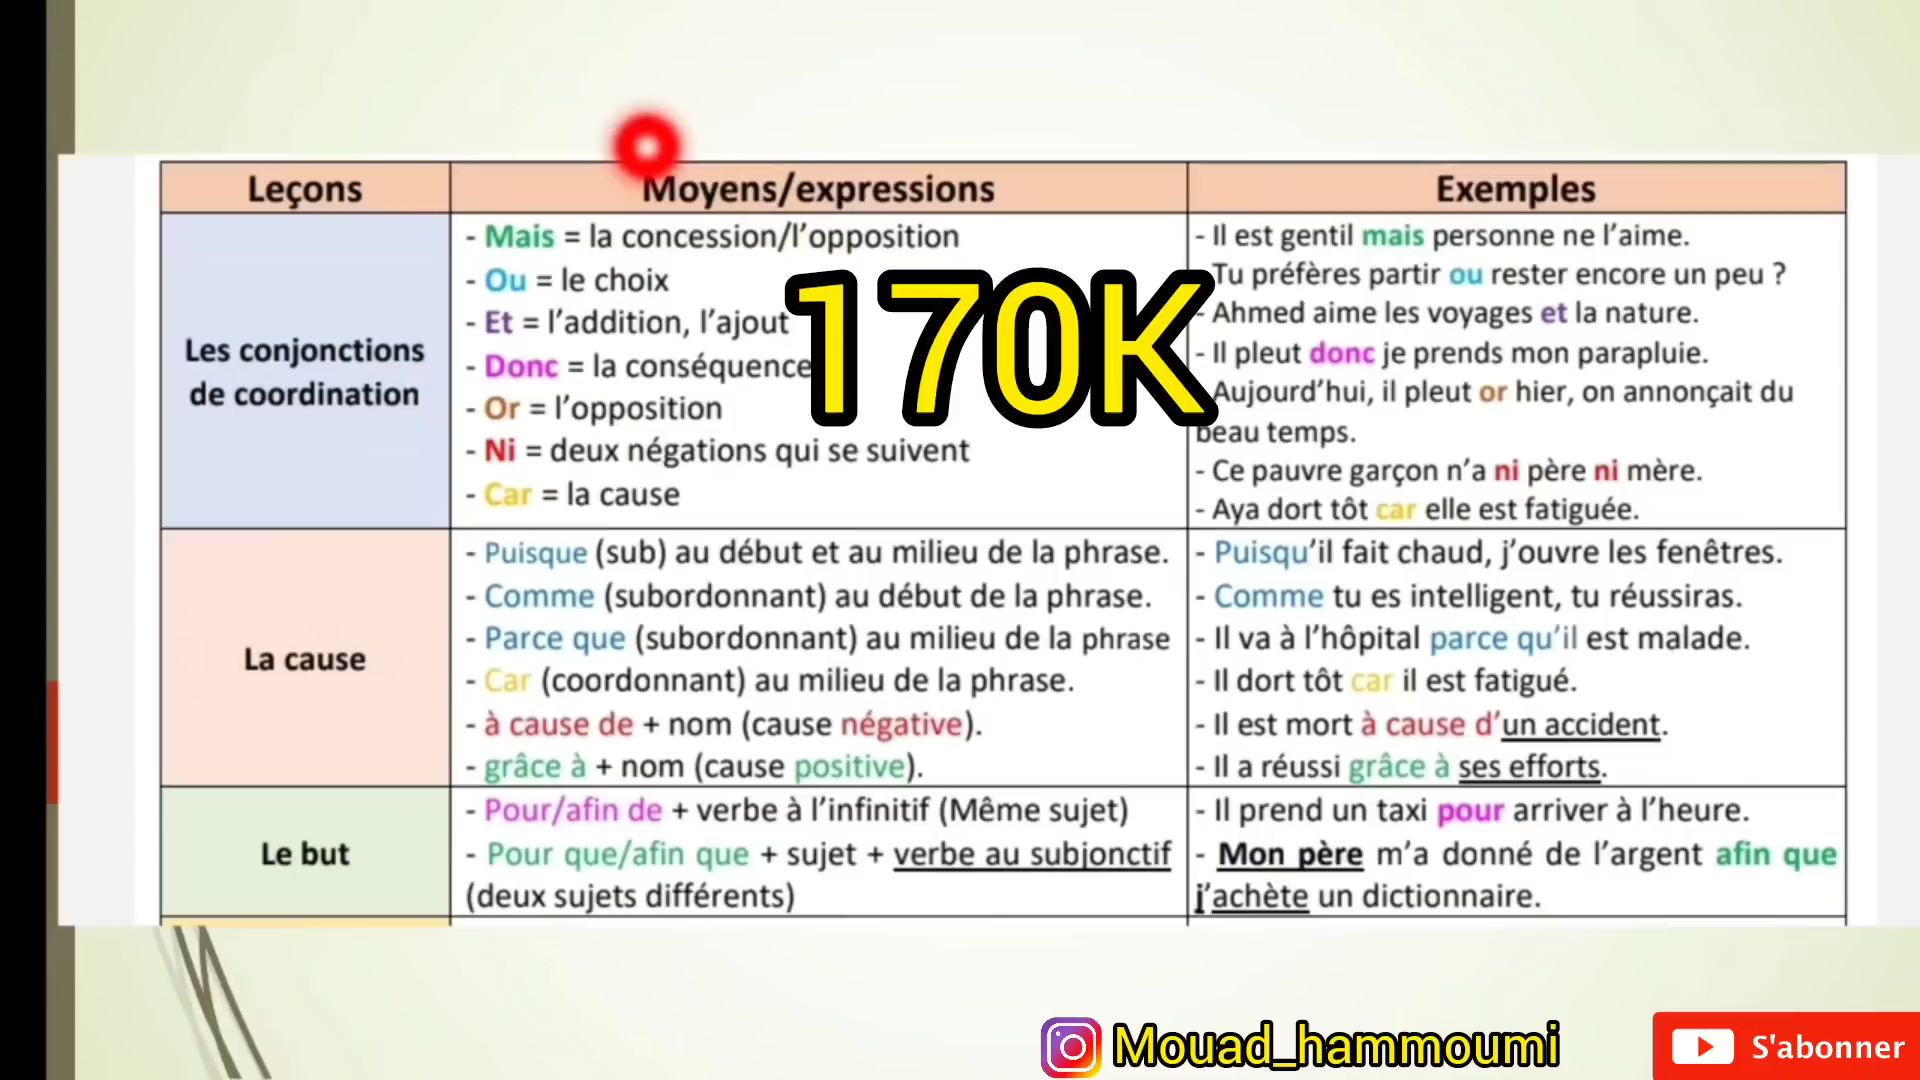 Leçons
Moyens/expressions
Exemples
Les conjonctions
de coordination
- Mais = la concession/l'opposition
- Ou = le choix
- Et = l'addition, l'ajout
- Donc = la conséquence
- Or = l'opposition
- Ni = deux négations qui se suivent
- Car = la cause
- Il est gentil mais personne ne l'aime.
Tu préfères partir ou rester encore un peu ?
- Ahmed aime les voyages et la nature.
- Il pleut donc je prends mon parapluie.
Aujourd'hui, il pleut or hier, on annonçait du
beau temps.
- Ce pauvre garçon n'a ni père ni mère.
- Aya dort tôt car elle est fatiguée.
170K
La cause
- Puisque (sub) au début et au milieu de la phrase.
- Comme (subordonnant) au début de la phrase.
- Parce que (subordonnant) au milieu de la phrase
- Car (coordonnant) au milieu de la phrase.
- à cause de + nom (cause négative).
- grâce à + nom (cause positive).
- Puisqu'il fait chaud, j'ouvre les fenêtres.
- Comme tu es intelligent, tu réussiras.
- Il va à l'hôpital parce qu'il est malade.
- Il dort tôt car il est fatigué.
- Il est mort à cause d'un accident.
- Il a réussi grâce à ses efforts.
Le but
- Pour/afin de + verbe à l'infinitif (Même sujet)
- Pour que/afin que + sujet + verbe au subjonctif
(deux sujets différents)
- Il prend un taxi pour arriver à l'heure.
- Mon père m'a donné de l'argent afin que
j'achète un dictionnaire.
Mouad_hammoumi
S'abonner